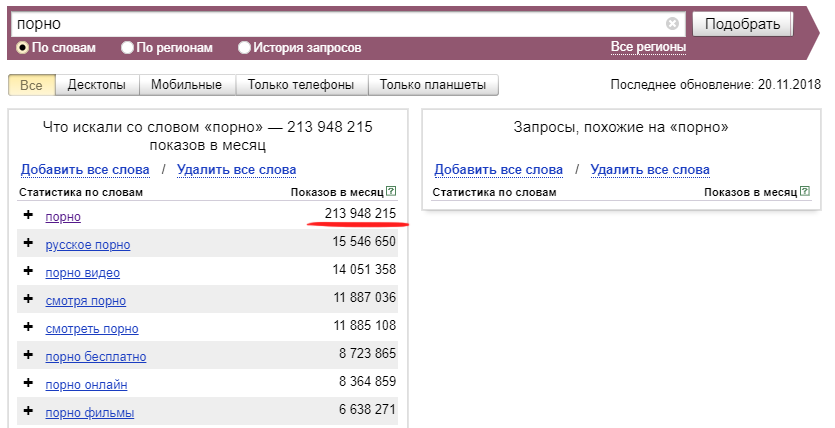 порно
Подобрать
По словам По регионам История запросов Все регионы
Все Десктопы Мобильные Только телефоны Только планшеты Последнее обновление: 20.11.2018
Что искали со словом «порно» — 213 948 215
показов в месяц
Добавить все слова / Удалить все слова
Статистика по словам Показов в месяц ?
+ порно 213 948 215
+ русское порно 15 546 650
+ порно видео 14 051 358
+ смотря порно 11 887 036
+ смотреть порно 11 885 108
+ порно бесплатно 8 723 865
+ порно онлайн 8 364 859
+ порно фильмы 6 638 271
Запросы, похожие на «порно»
Добавить все слова / Удалить все слова
Статистика по словам Показов в месяц ?